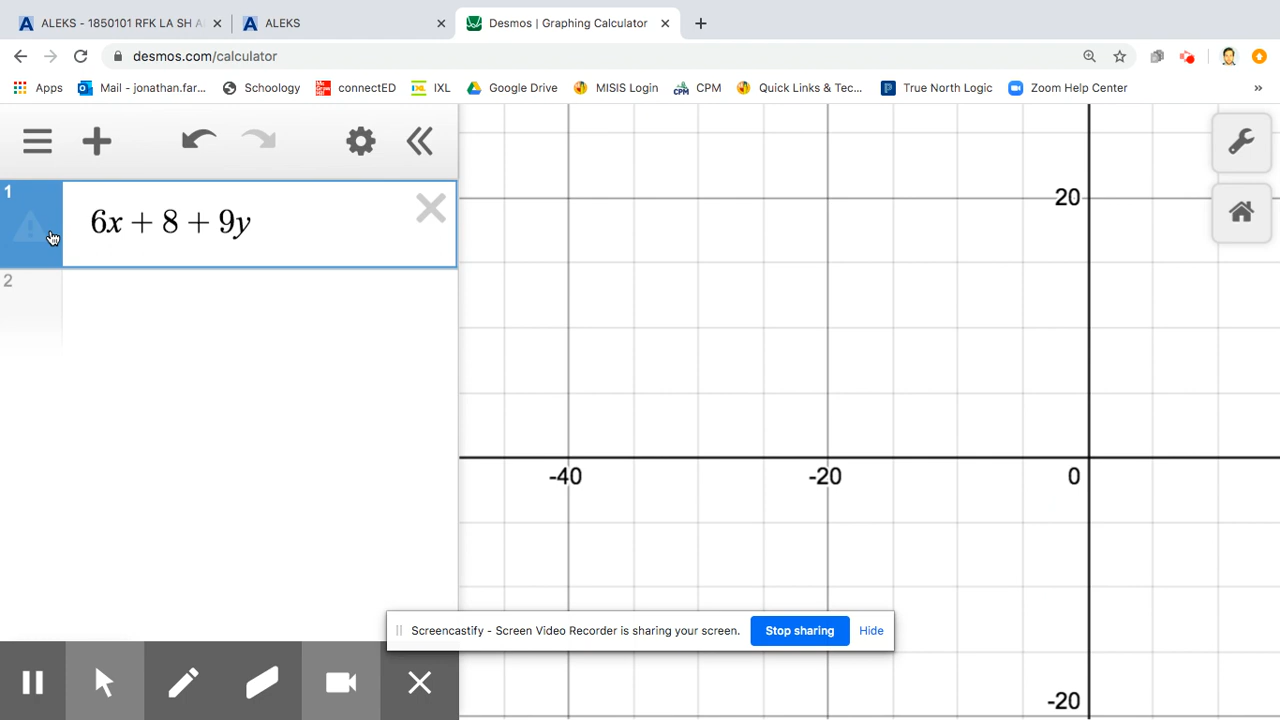 ALEKS - 1850101 RFK LA SH A
ALEKS
Desmos | Graphing Calculator
desmos.com/calculator
Apps
Mail - jonathan.far...
Schoology
connectED
IXL
Google Drive
MISIS Login
CPM
CPM
Quick Links & Tec...
True North Logic
Zoom Help Center
»
1
6x + 8 + 9y
2
20
-40
-20
0
-20
Screencastify - Screen Video Recorder is sharing your screen.
Stop sharing
Hide